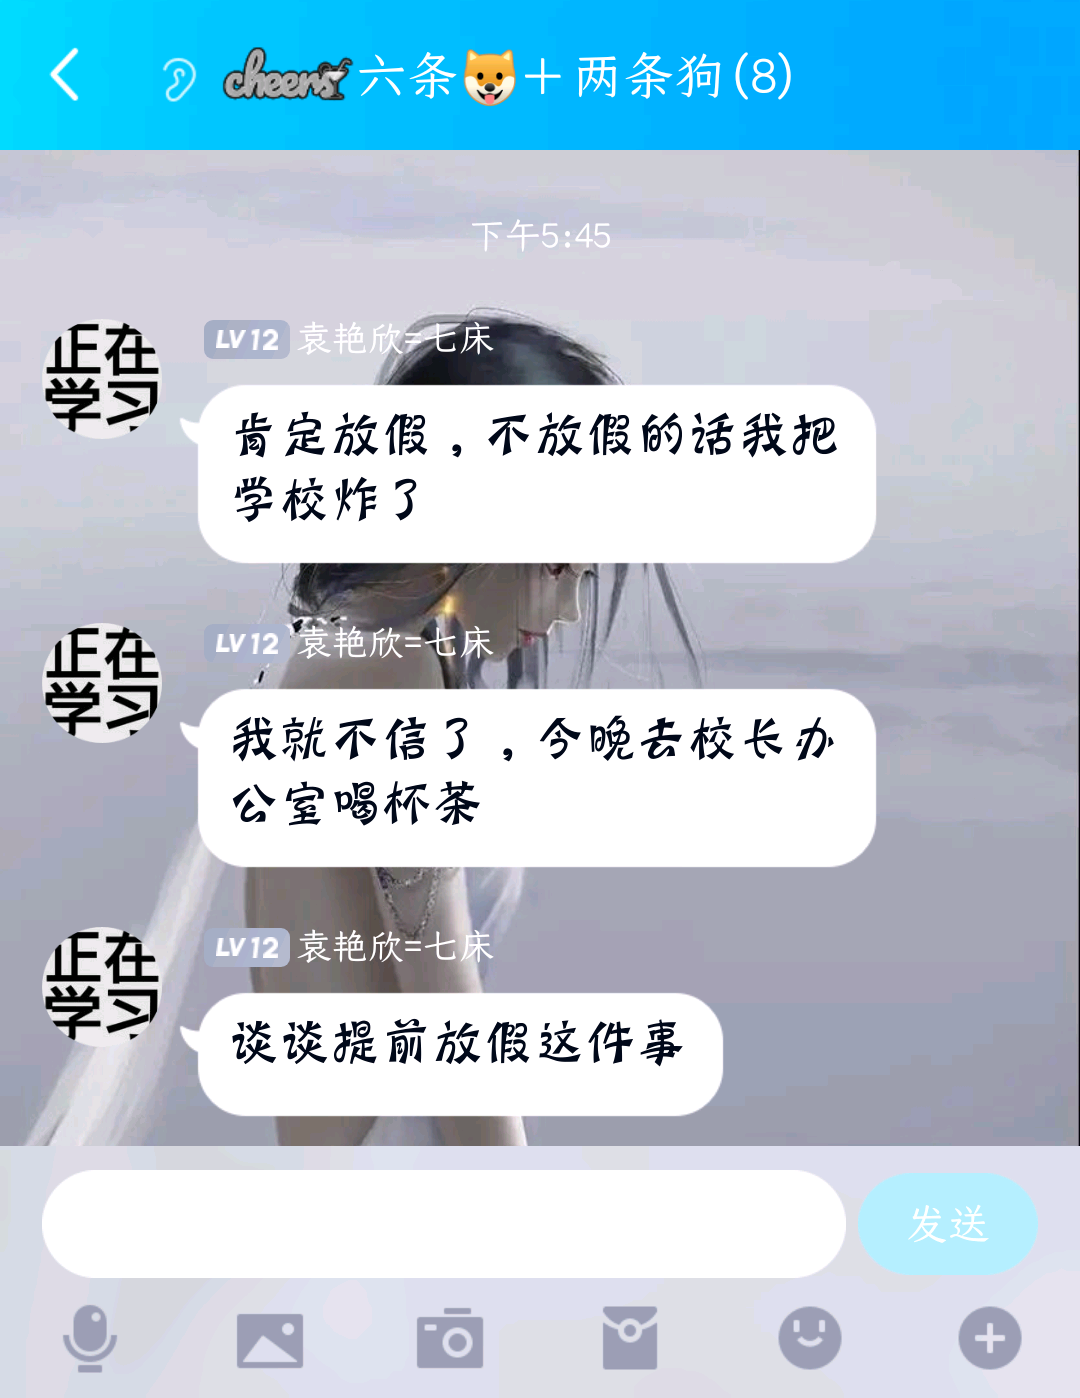 cheers 六条🐶＋两条狗(8)
下午5:45
正在
学习
LV12 袁艳欣=七床
肯定放假，不放假的话我把
学校炸了
正在
学习
LV12 袁艳欣=七床
我就不信了，今晚去校长办
公室喝杯茶
正在
学习
LV12 袁艳欣=七床
谈谈提前放假这件事
发送